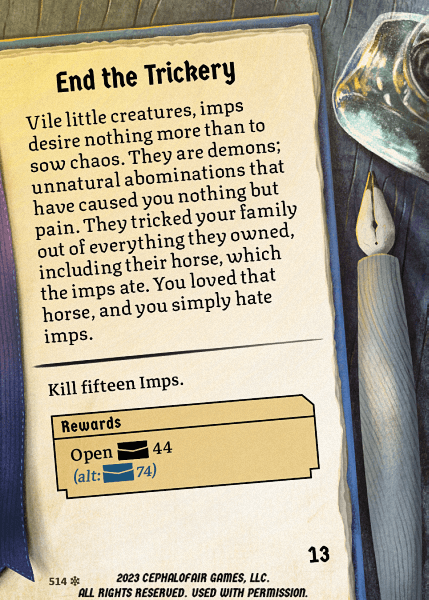 End the Trickery
Vile little creatures, imps
desire nothing more than to
sow chaos. They are demons;
unnatural abominations that
have caused you nothing but
pain. They tricked your family
out of everything they owned,
including their horse, which
the imps ate. You loved that
horse, and you simply hate
imps.
Kill fifteen Imps.
Rewards
Open 44
(alt: 74)
13
514 ✻ 2023 CEPHALOFAIR GAMES, LLC.
ALL RIGHTS RESERVED. USED WITH PERMISSION.